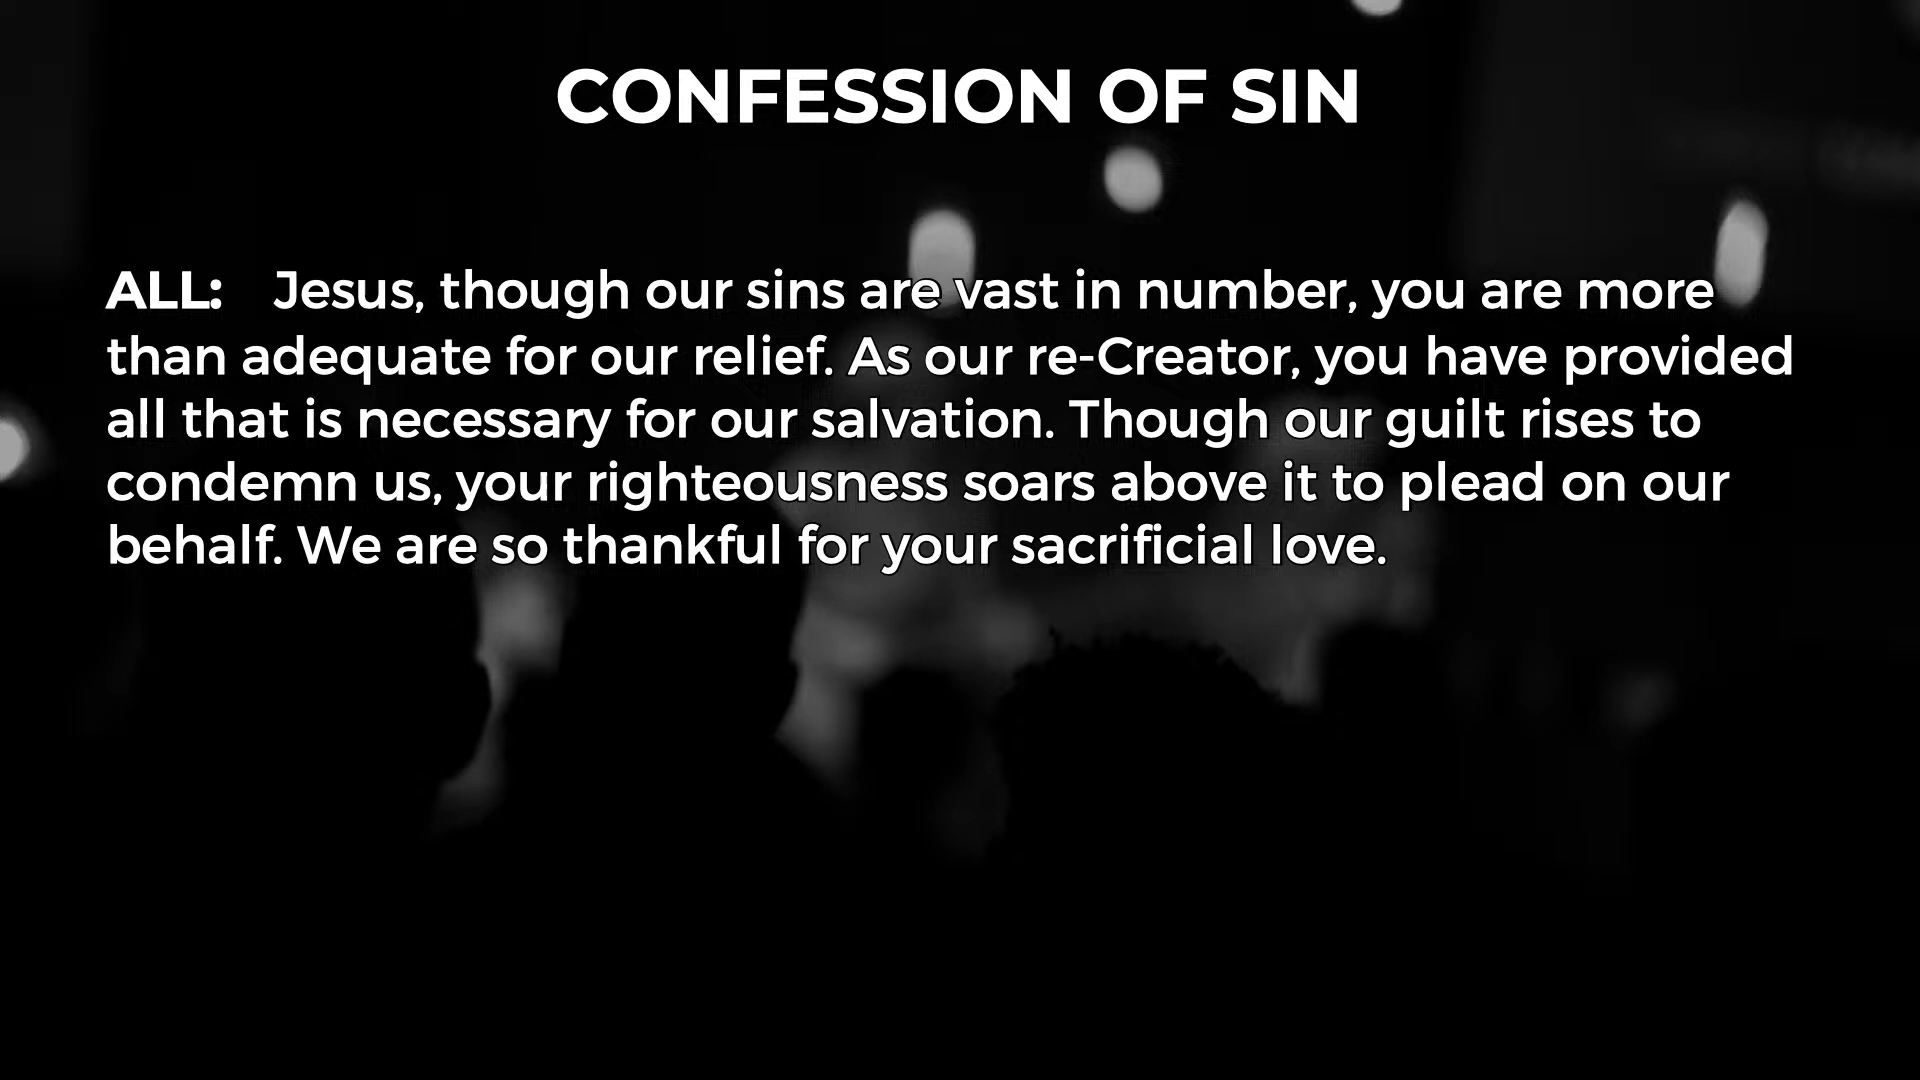 CONFESSION OF SIN
ALL: Jesus, though our sins are vast in number, you are more
than adequate for our relief. As our re-Creator, you have provided
all that is necessary for our salvation. Though our guilt rises to
condemn us, your righteousness soars above it to plead on our
behalf. We are so thankful for your sacrificial love.